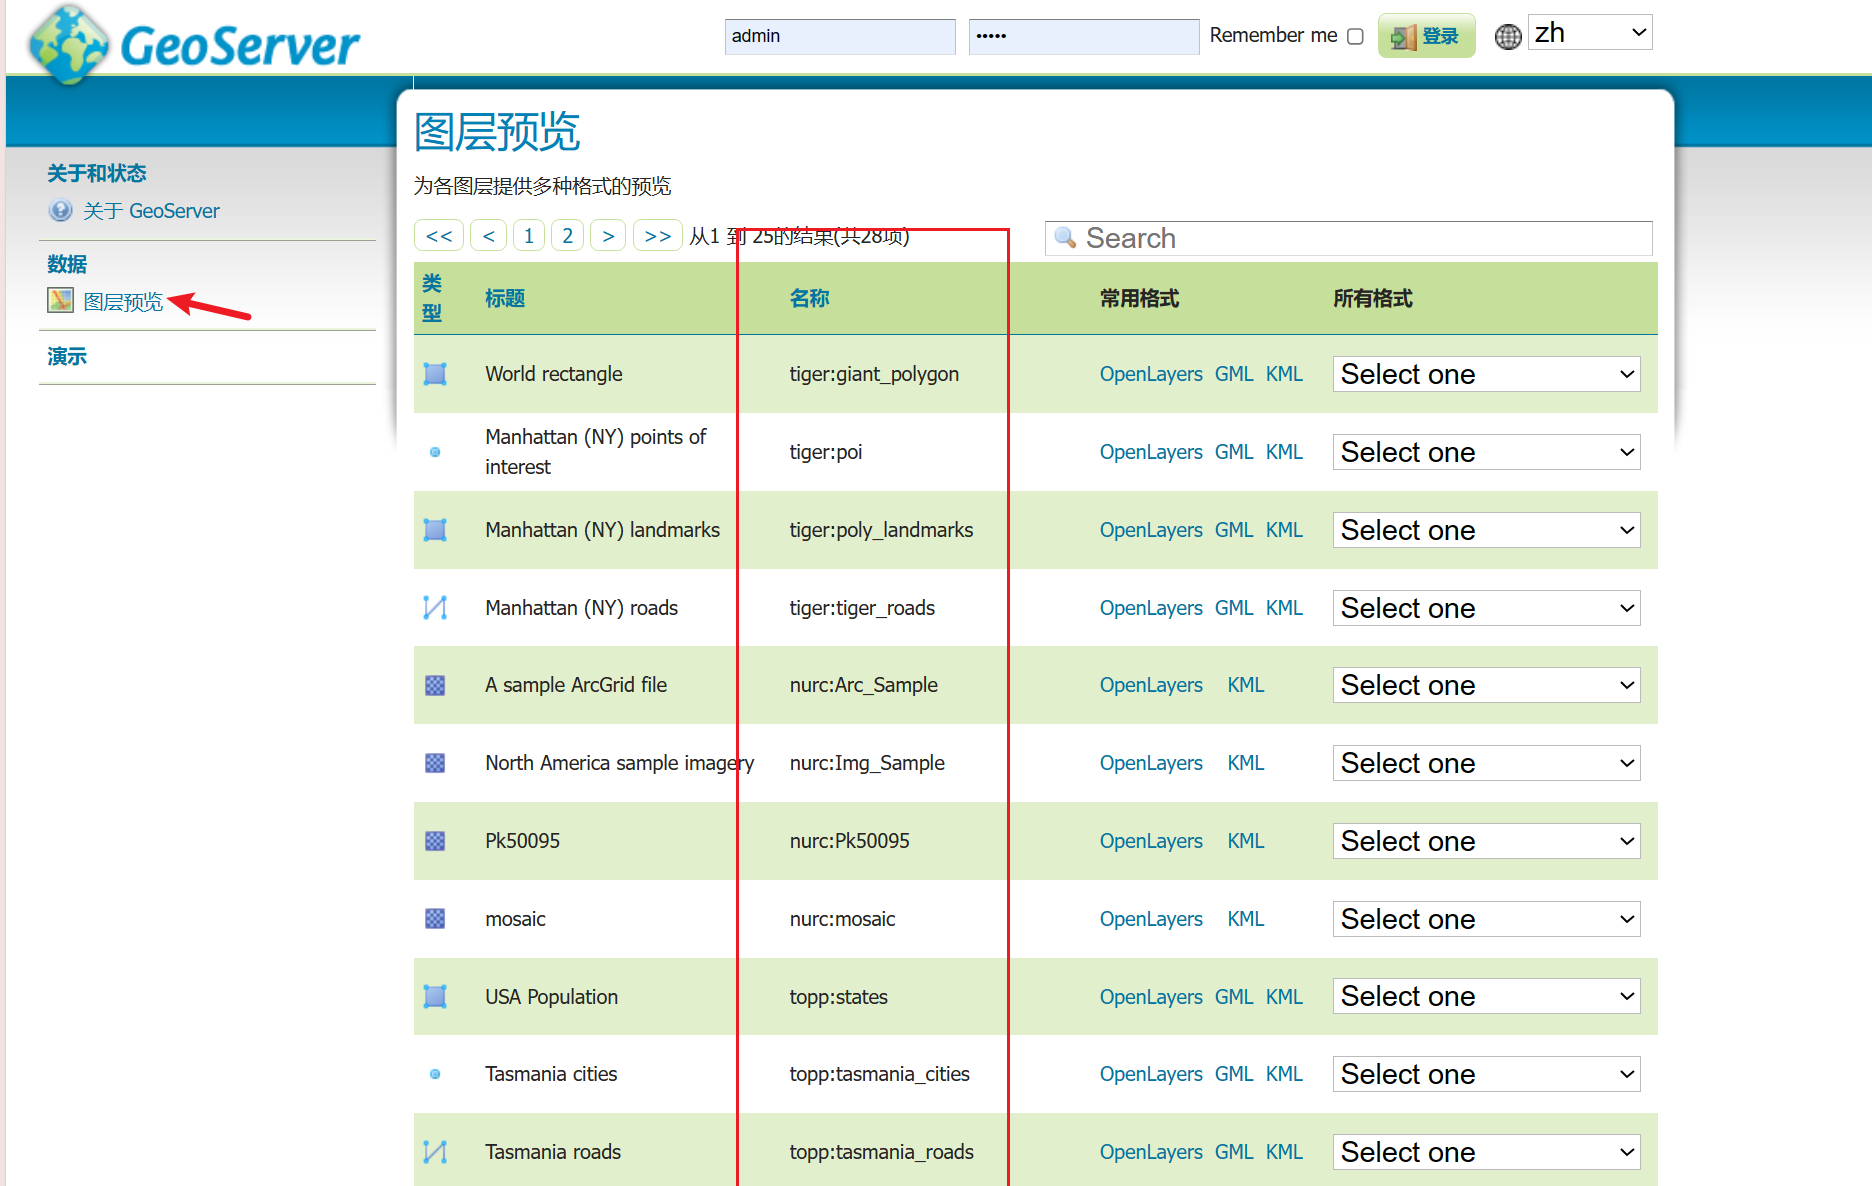 GeoServer
admin
•••••
Remember me
登录
zh
关于和状态
关于 GeoServer
数据
图层预览
演示
图层预览
为各图层提供多种格式的预览
<< < 1 2 > >> 从1 到 25的结果(共28项)
Search
类型 标题 名称 常用格式 所有格式
World rectangle tiger:giant_polygon OpenLayers GML KML Select one
Manhattan (NY) points of
interest tiger:poi OpenLayers GML KML Select one
Manhattan (NY) landmarks tiger:poly_landmarks OpenLayers GML KML Select one
Manhattan (NY) roads tiger:tiger_roads OpenLayers GML KML Select one
A sample ArcGrid file nurc:Arc_Sample OpenLayers KML Select one
North America sample imagery nurc:Img_Sample OpenLayers KML Select one
Pk50095 nurc:Pk50095 OpenLayers KML Select one
mosaic nurc:mosaic OpenLayers KML Select one
USA Population topp:states OpenLayers GML KML Select one
Tasmania cities topp:tasmania_cities OpenLayers GML KML Select one
Tasmania roads topp:tasmania_roads OpenLayers GML KML Select one